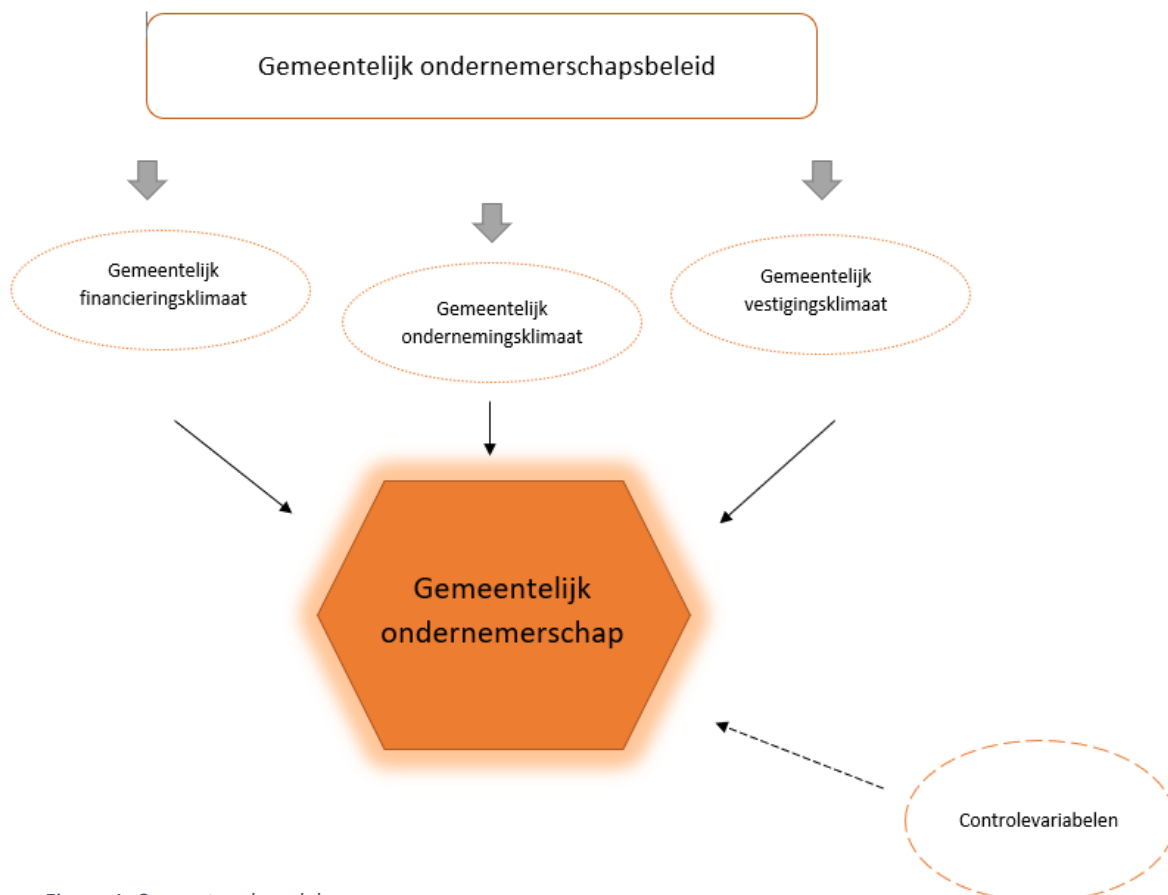 Gemeentelijk ondernemerschapsbeleid
Gemeentelijk
financieringsklimaat
Gemeentelijk
ondernemingsklimaat
Gemeentelijk
vestigingsklimaat
Gemeentelijk
ondernemerschap
Controlevariabelen